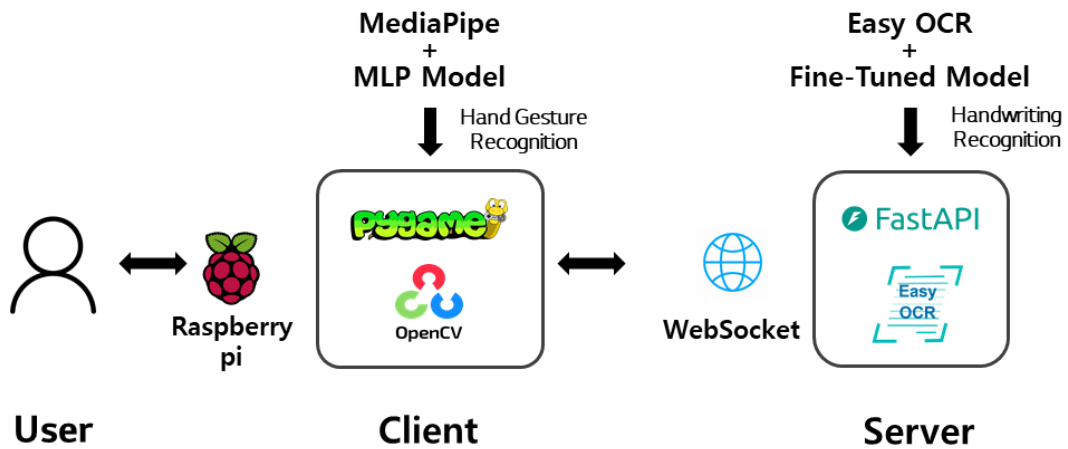 MediaPipe
+
MLP Model
Hand Gesture
Recognition
Easy OCR
+
Fine-Tuned Model
Handwriting
Recognition
pygame
OpenCV
Raspberry
pi
WebSocket
FastAPI
Easy
OCR
User
Client
Server